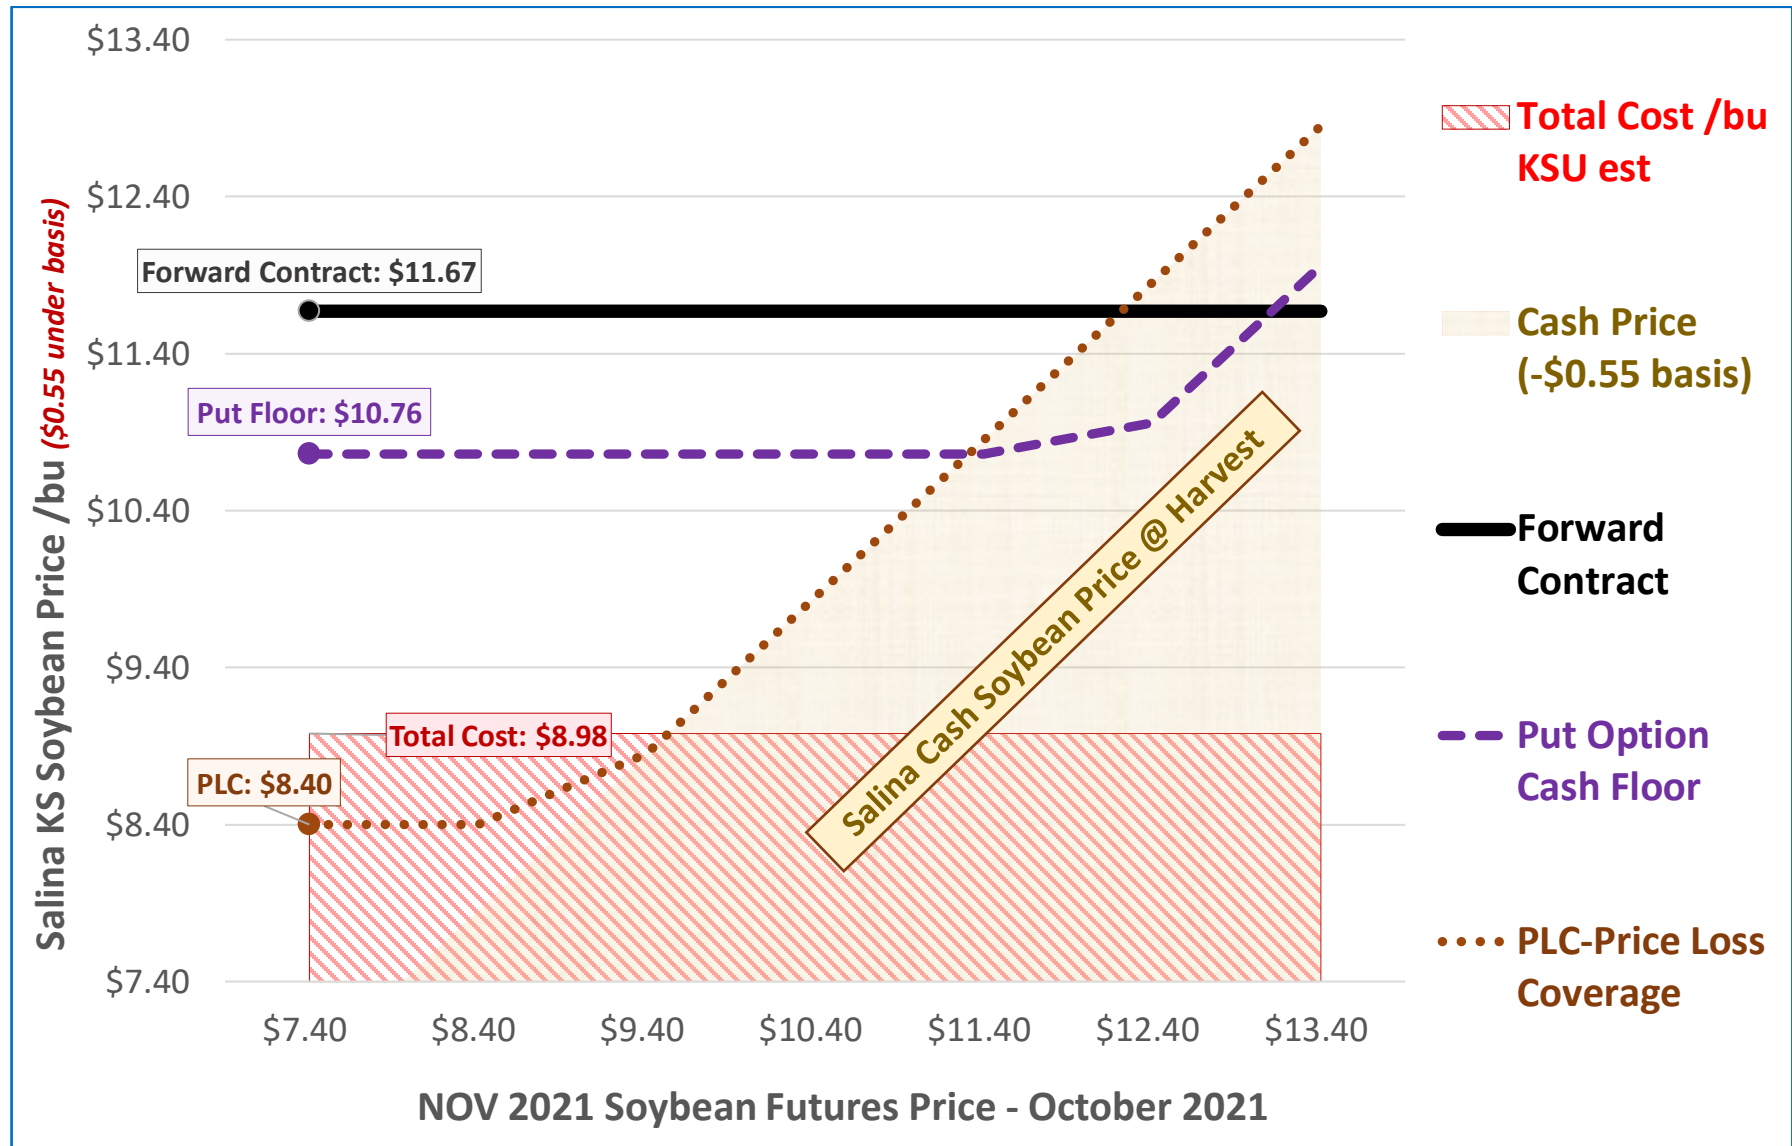 $13.40
$12.40
$11.40
$10.40
$9.40
$8.40
$7.40
Salina KS Soybean Price /bu ($0.55 under basis)
Forward Contract: $11.67
Put Floor: $10.76
Total Cost: $8.98
PLC: $8.40
Salina Cash Soybean Price @ Harvest
$7.40
$8.40
$9.40
$10.40
$11.40
$12.40
$13.40
NOV 2021 Soybean Futures Price - October 2021
Total Cost /bu
KSU est
Cash Price
(-$0.55 basis)
Forward
Contract
Put Option
Cash Floor
PLC-Price Loss
Coverage